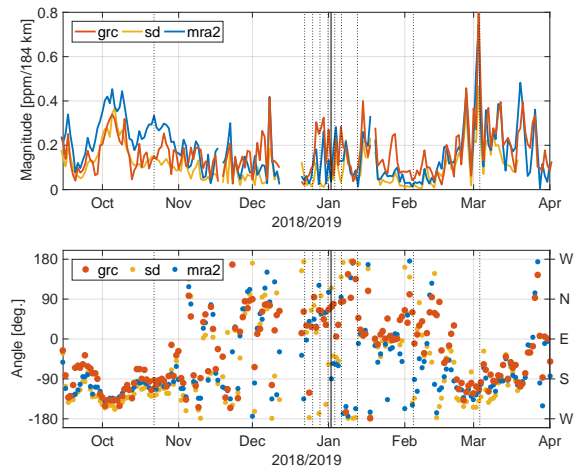 grc sd mra2
Magnitude [ppm/184 km]
0.8
0.6
0.4
0.2
0
Oct Nov Dec Jan Feb Mar Apr
2018/2019
grc sd mra2
Angle [deg.]
180 W
90 N
0 E
-90 S
-180 W
Oct Nov Dec Jan Feb Mar Apr
2018/2019